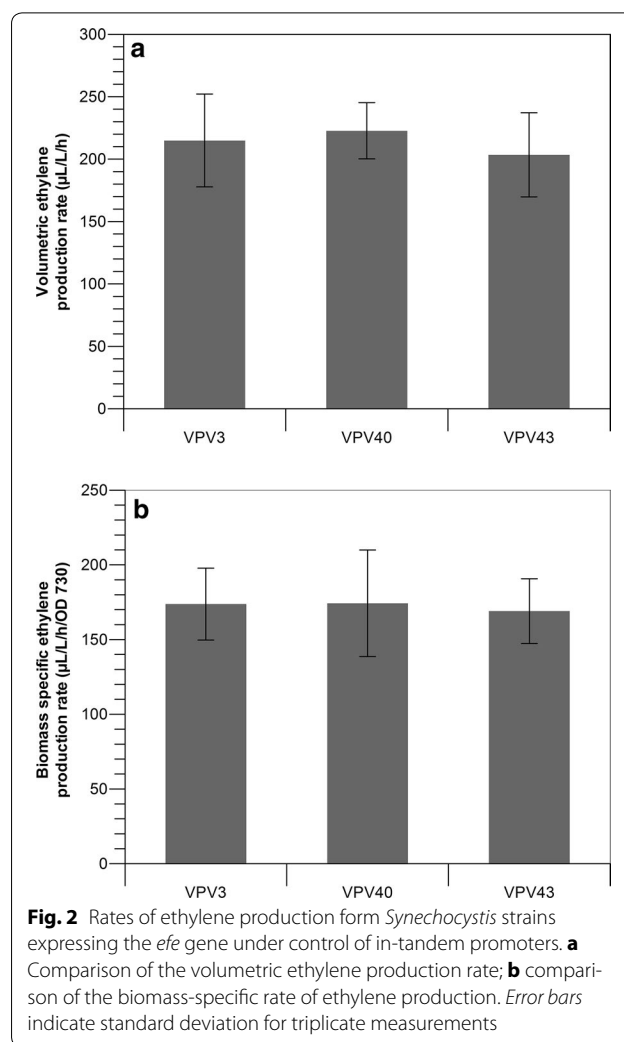 a
Volumetric ethylene
production rate (µL/L/h)
300
250
200
150
100
50
0
VPV3 VPV40 VPV43
b
Biomass specific ethylene
production rate (µL/L/h/OD 730)
250
200
150
100
50
0
VPV3 VPV40 VPV43
Fig. 2 Rates of ethylene production form Synechocystis strains
expressing the efe gene under control of in-tandem promoters. a
Comparison of the volumetric ethylene production rate; b compari-
son of the biomass-specific rate of ethylene production. Error bars
indicate standard deviation for triplicate measurements